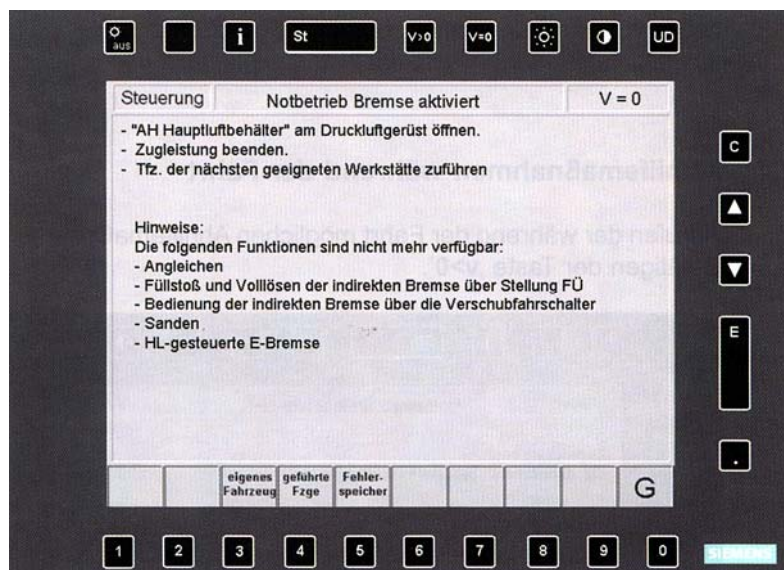 aus
i
St
V>0
V=0
UD
Steuerung
Notbetrieb Bremse aktiviert
V = 0
- "AH Hauptluftbehälter" am Druckluftgerüst öffnen.
- Zugleistung beenden.
- Tfz. der nächsten geeigneten Werkstätte zuführen
Hinweise:
Die folgenden Funktionen sind nicht mehr verfügbar:
- Angleichen
- Füllstoß und Volllösen der indirekten Bremse über Stellung FÜ
- Bedienung der indirekten Bremse über die Verschubfahrschalter
- Sanden
- HL-gesteuerte E-Bremse
C
E
.
eigenes
Fahrzeug
geführte
Fzge
Fehler-
speicher
G
1 2 3 4 5 6 7 8 9 0
SIEMENS